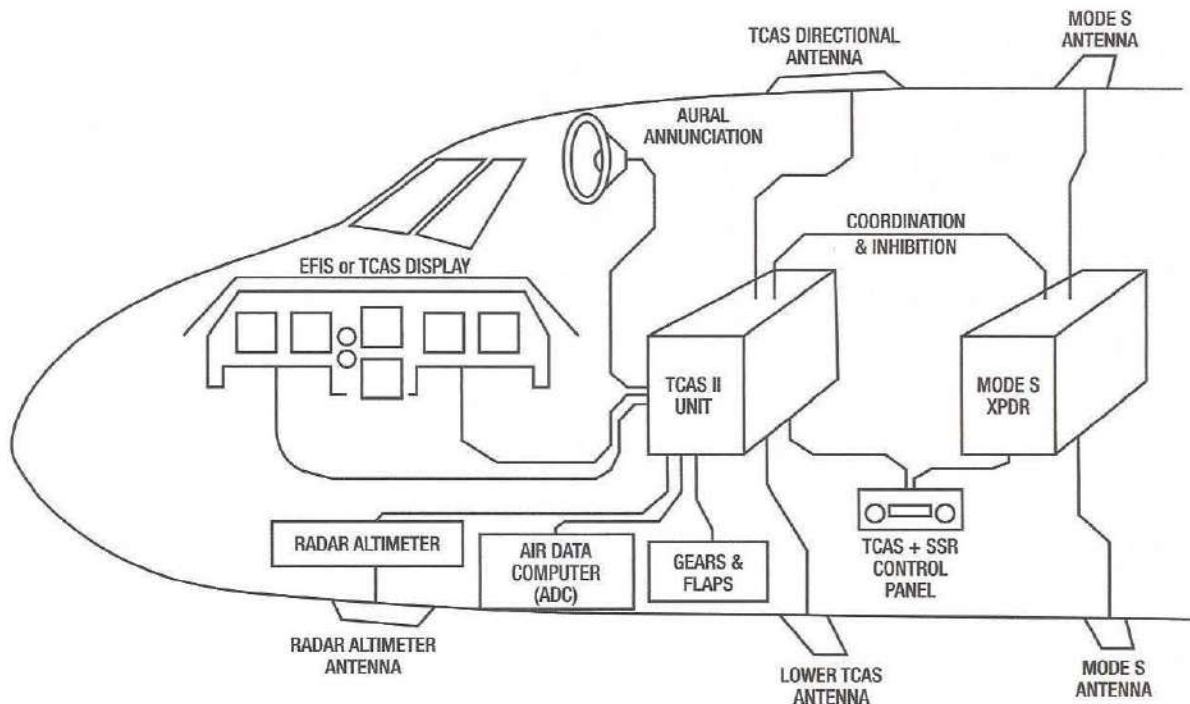 TCAS DIRECTIONAL
ANTENNA
MODE S
ANTENNA
AURAL
ANNUNCIATION
COORDINATION
& INHIBITION
EFIS or TCAS DISPLAY
TCAS II
UNIT
MODE S
XPDR
RADAR ALTIMETER
AIR DATA
COMPUTER
(ADC)
GEARS &
FLAPS
TCAS + SSR
CONTROL
PANEL
RADAR ALTIMETER
ANTENNA
LOWER TCAS
ANTENNA
MODE S
ANTENNA